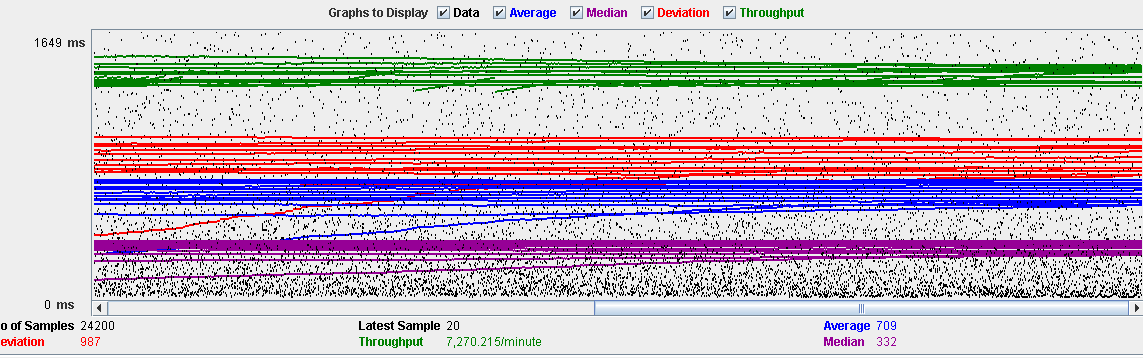 Graphs to Display Data Average Median Deviation Throughput
1649 ms
0 ms
o of Samples 24200 Latest Sample 20 Average 709
eviation 987 Throughput 7,270.215/minute Median 332